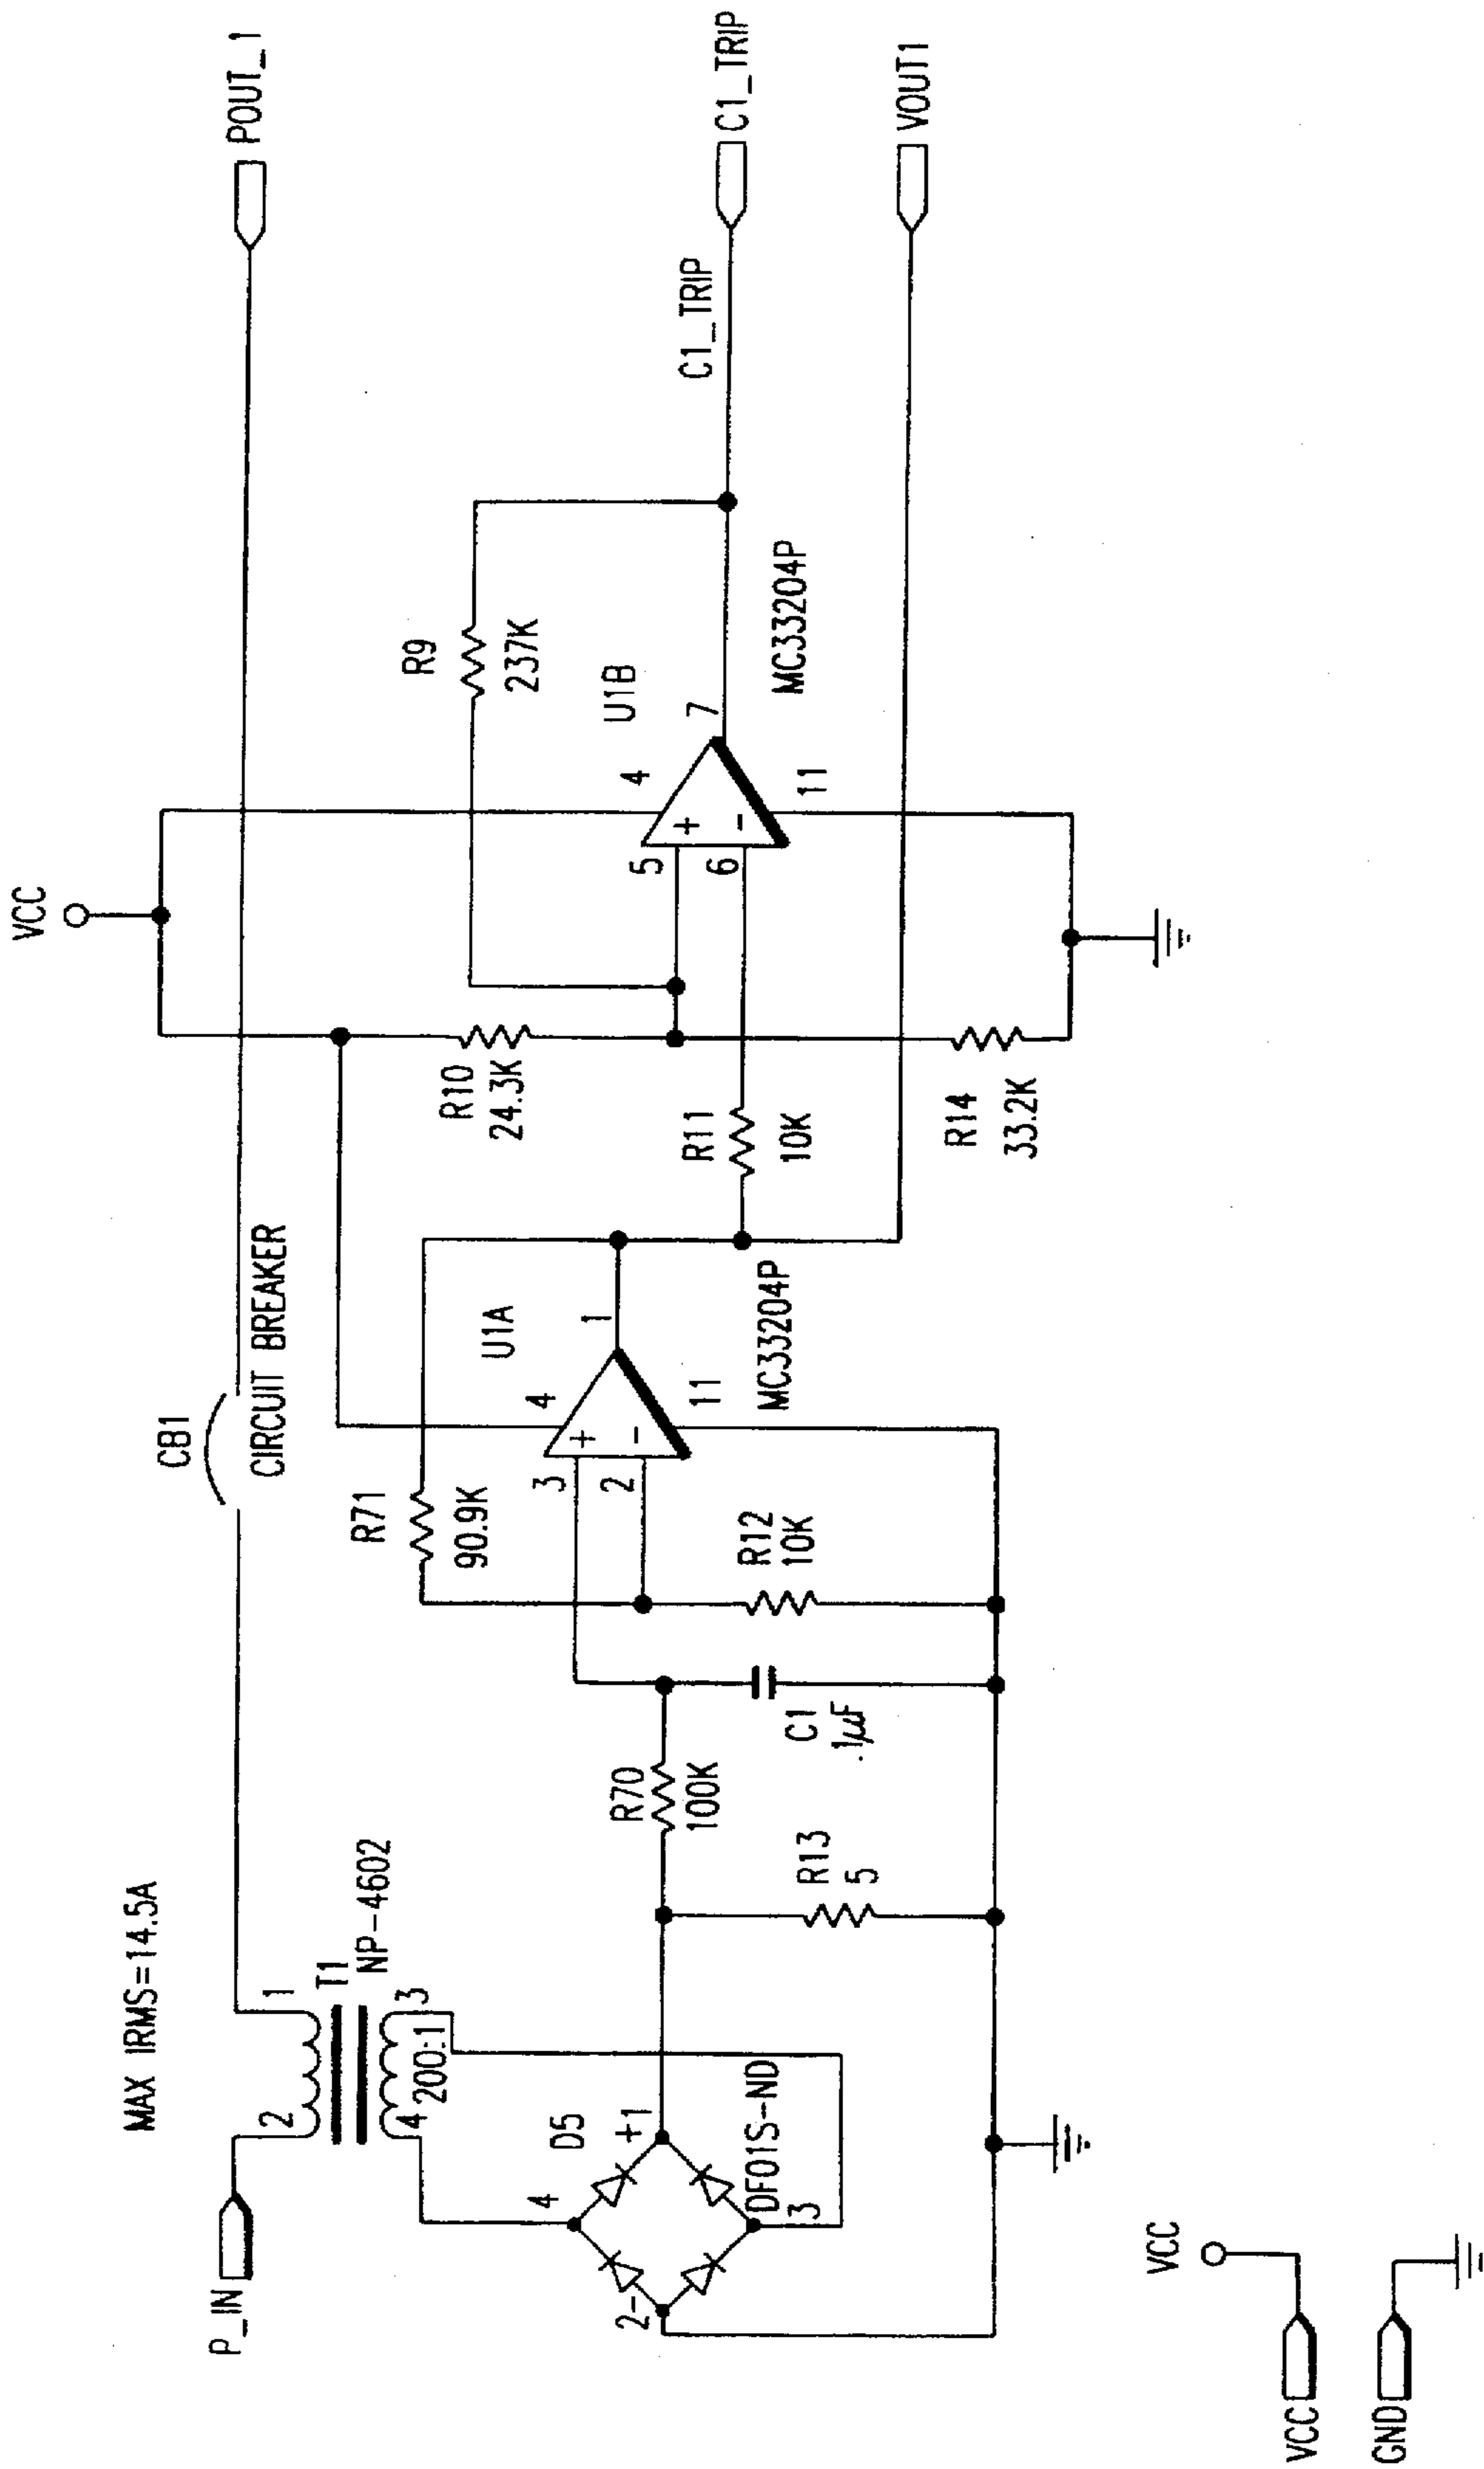 MAX IRMS=14.5A
P_IN
2
1
T1
NP-4602
4
3
200:1
CB1
CIRCUIT BREAKER
POUT_1
VCC
D5
4
+1
2-
3
DF01S-ND
R70
100K
R13
5
C1
.1µF
R71
90.9K
R12
10K
U1A
3
2
4
11
1
MC33204P
R10
24.3K
R11
10K
R14
33.2K
R9
237K
U1B
5
6
4
11
7
MC33204P
C1_TRIP
C1_TRIP
VOUT1
VCC
VCC
GND
+
-
+
-